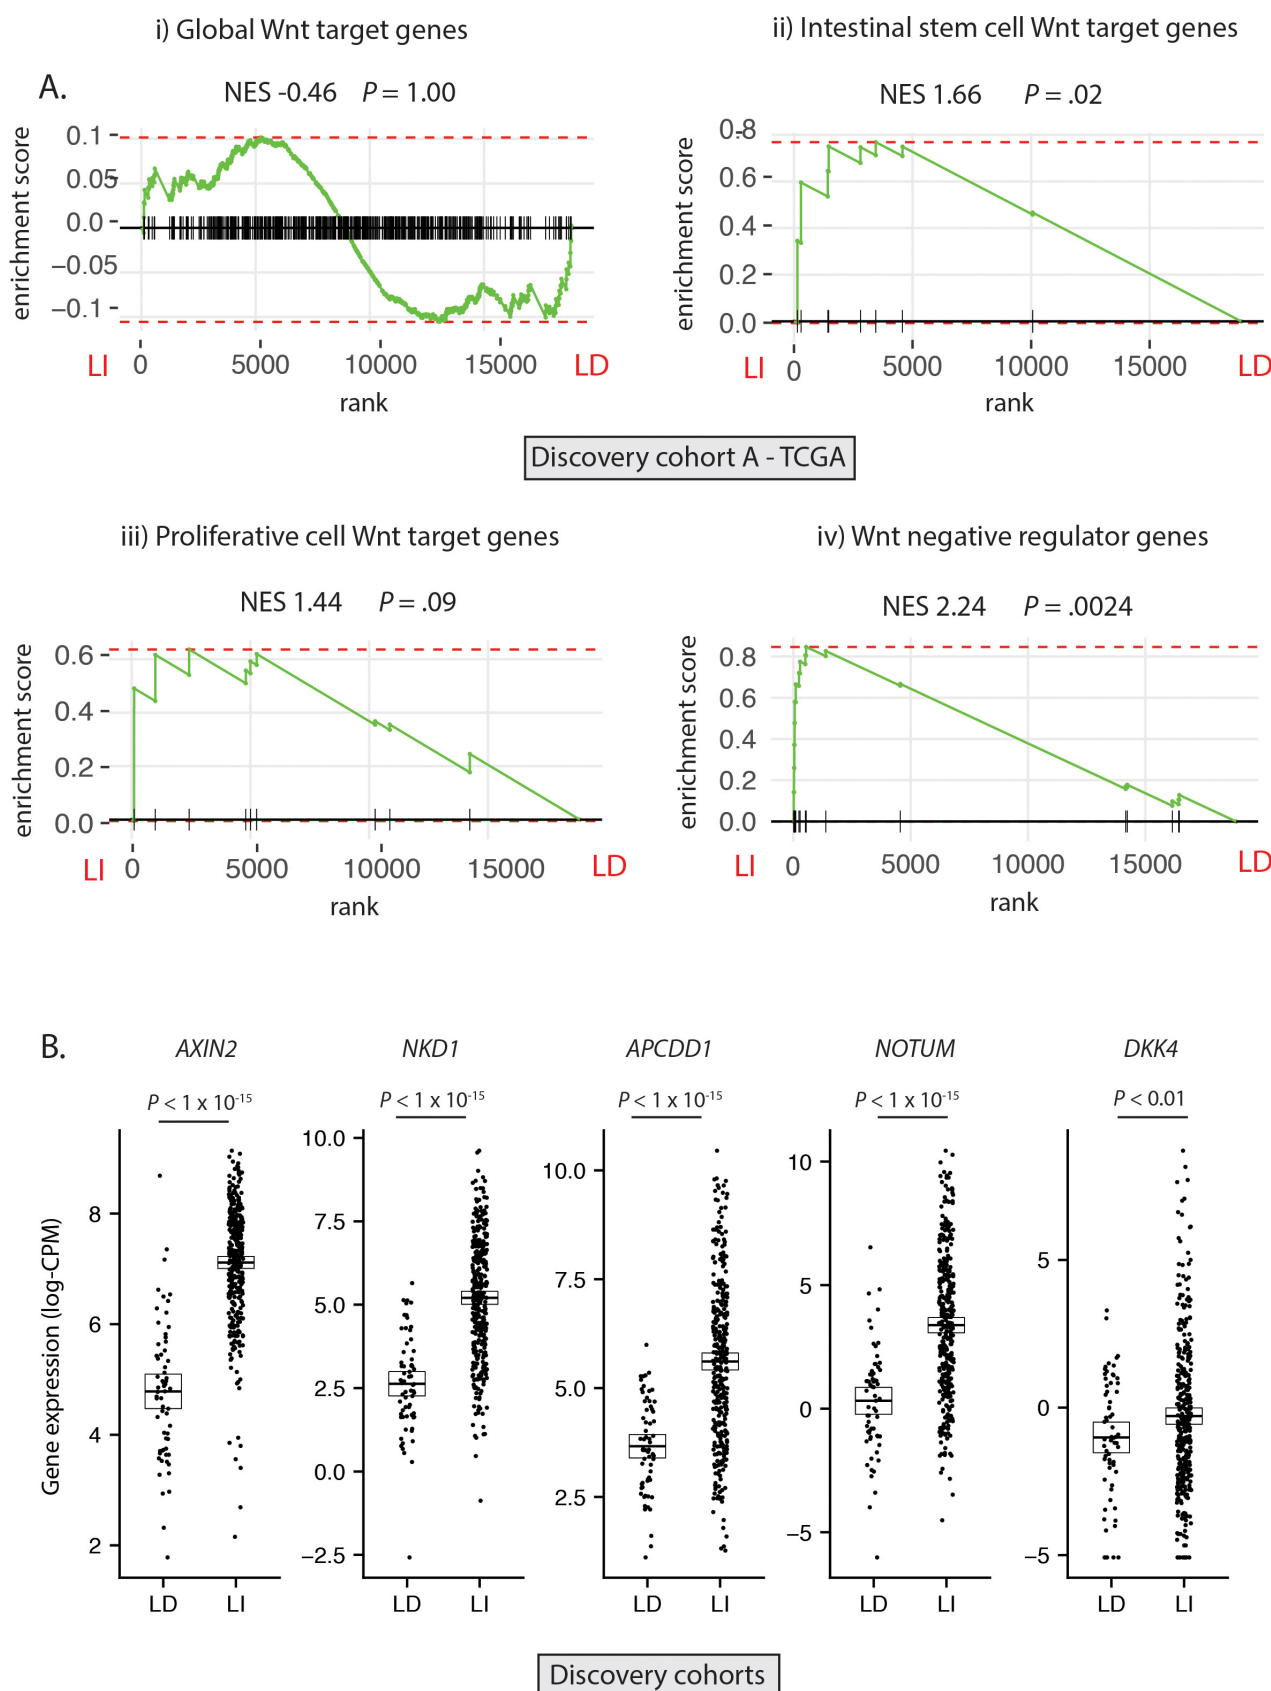 i) Global Wnt target genes
ii) Intestinal stem cell Wnt target genes
A.
NES -0.46 P = 1.00
NES 1.66 P = .02
enrichment score
0.1
0.05
0.0
−0.05
−0.1
LI 0 5000 10000 15000 LD
rank
enrichment score
0.8
0.6
0.4
0.2
0.0
LI 0 5000 10000 15000 LD
rank
Discovery cohort A - TCGA
iii) Proliferative cell Wnt target genes
iv) Wnt negative regulator genes
NES 1.44 P = .09
NES 2.24 P = .0024
enrichment score
0.6
0.4
0.2
0.0
LI 0 5000 10000 15000 LD
rank
enrichment score
0.8
0.6
0.4
0.2
0.0
LI 0 5000 10000 15000 LD
rank
B.
AXIN2 NKD1 APCDD1 NOTUM DKK4
P < 1 x 10-15 P < 1 x 10-15 P < 1 x 10-15 P < 1 x 10-15 P < 0.01
Gene expression (log-CPM)
8
6
4
2
LD LI
10.0
7.5
5.0
2.5
0.0
−2.5
LD LI
10.0
7.5
5.0
2.5
LD LI
10
5
0
−5
LD LI
5
0
−5
LD LI
Discovery cohorts